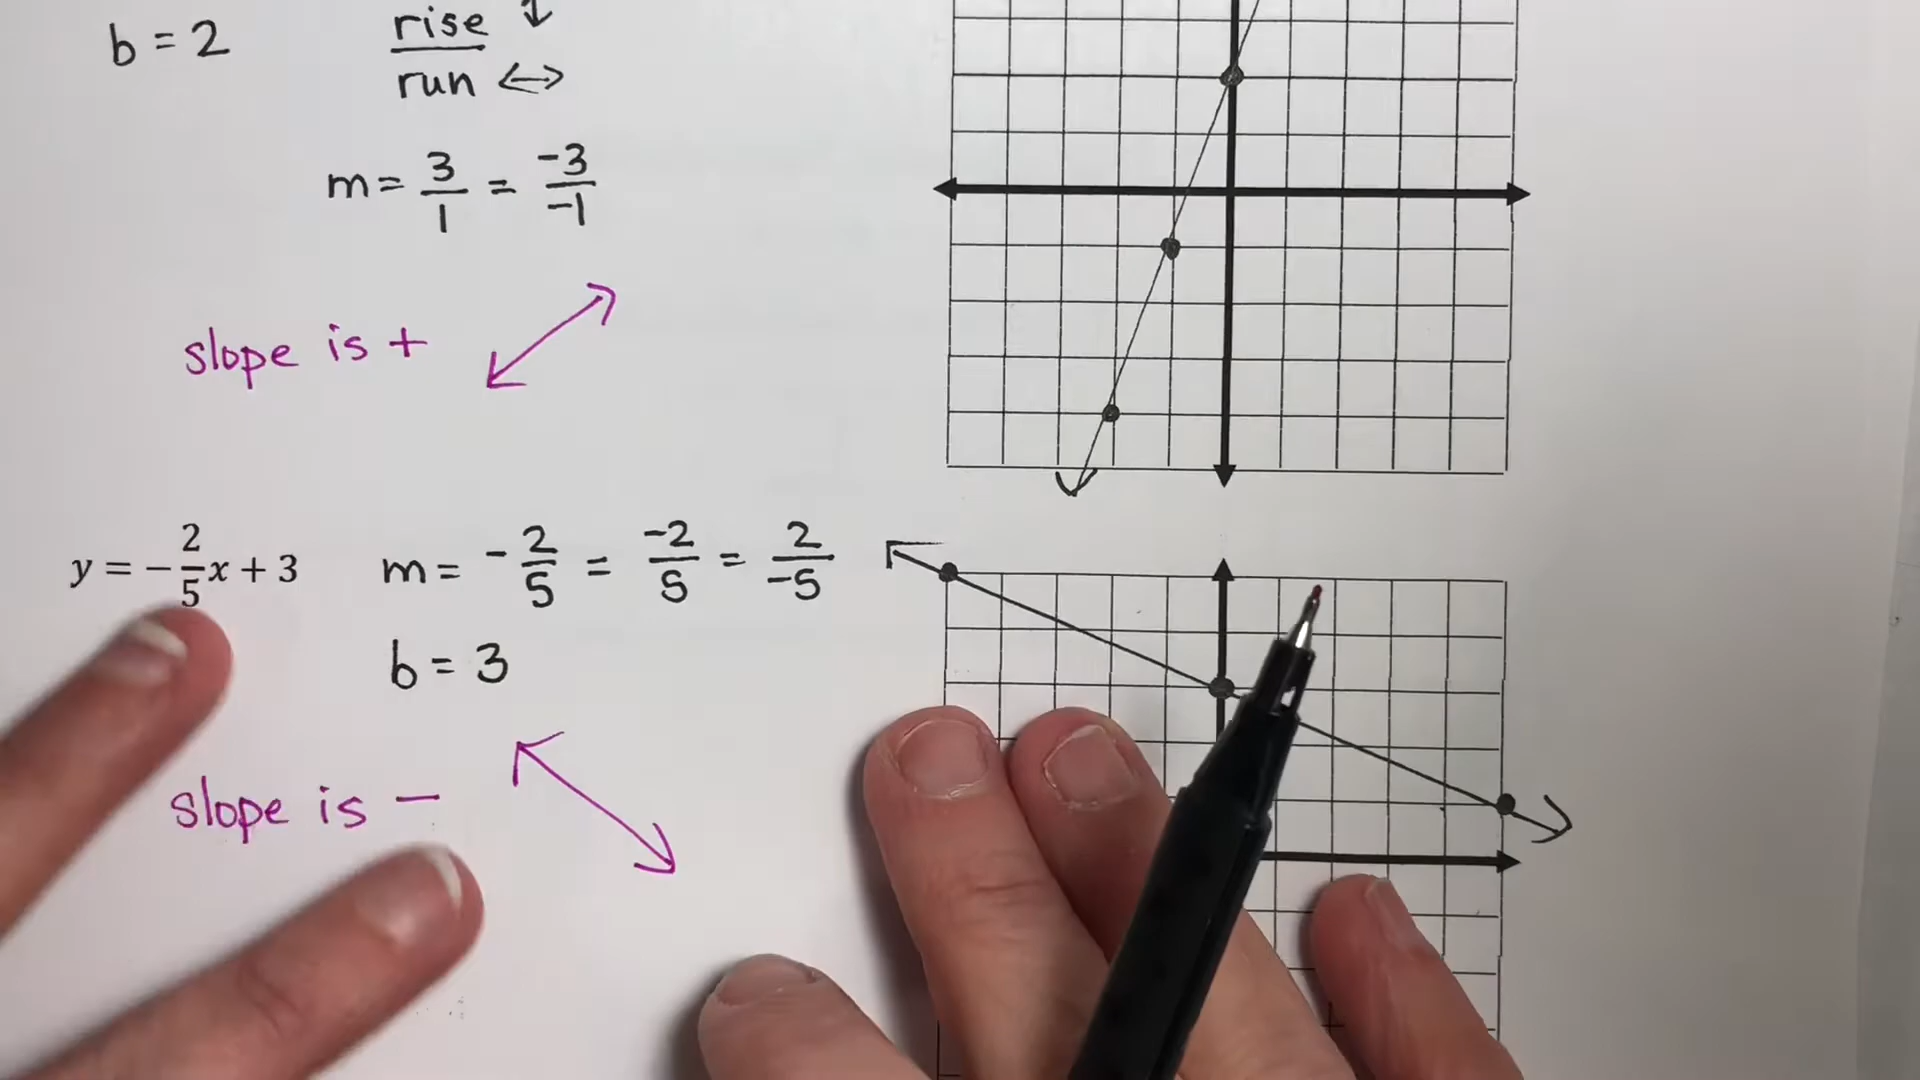 b = 2
rise ↕
run ↔
m = 3/1 = -3/-1
slope is +
y = −2/5x + 3
m = -2/5 = -2/5 = 2/-5
b = 3
slope is −